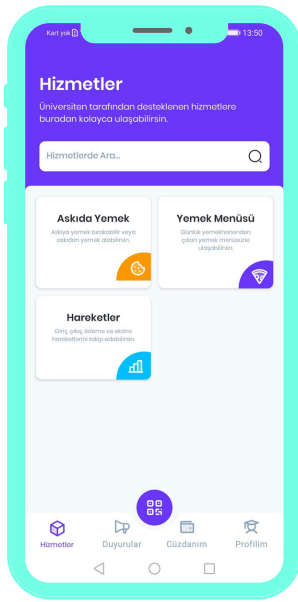 Kart yok
13:50
Hizmetler
Üniversiten tarafından desteklenen hizmetlere
buradan kolayca ulaşabilirsin.
Hizmetlerde Ara...
Askıda Yemek
Askıya yemek bırakabilir veya
askıdan yemek alabilirsin.
Yemek Menüsü
Günlük yemekhanenden
çıkan yemek menüsüne
ulaşabilirsin.
Hareketler
Giriş, çıkış, ödeme ve ekstre
hareketlerini takip edebilirsin.
Hizmetler
Duyurular
Cüzdanım
Profilim